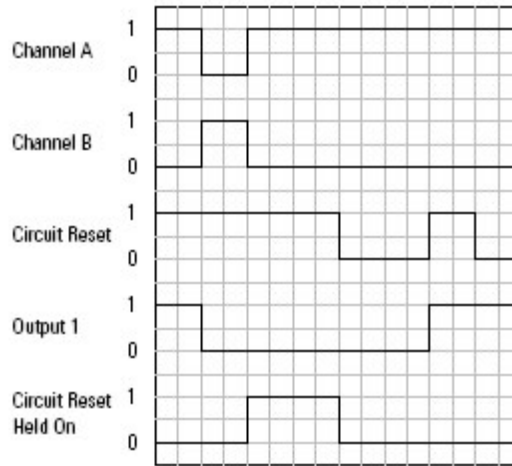 Channel A
1
0
Channel B
1
0
Circuit Reset
1
0
Output 1
1
0
Circuit Reset
Held On
1
0